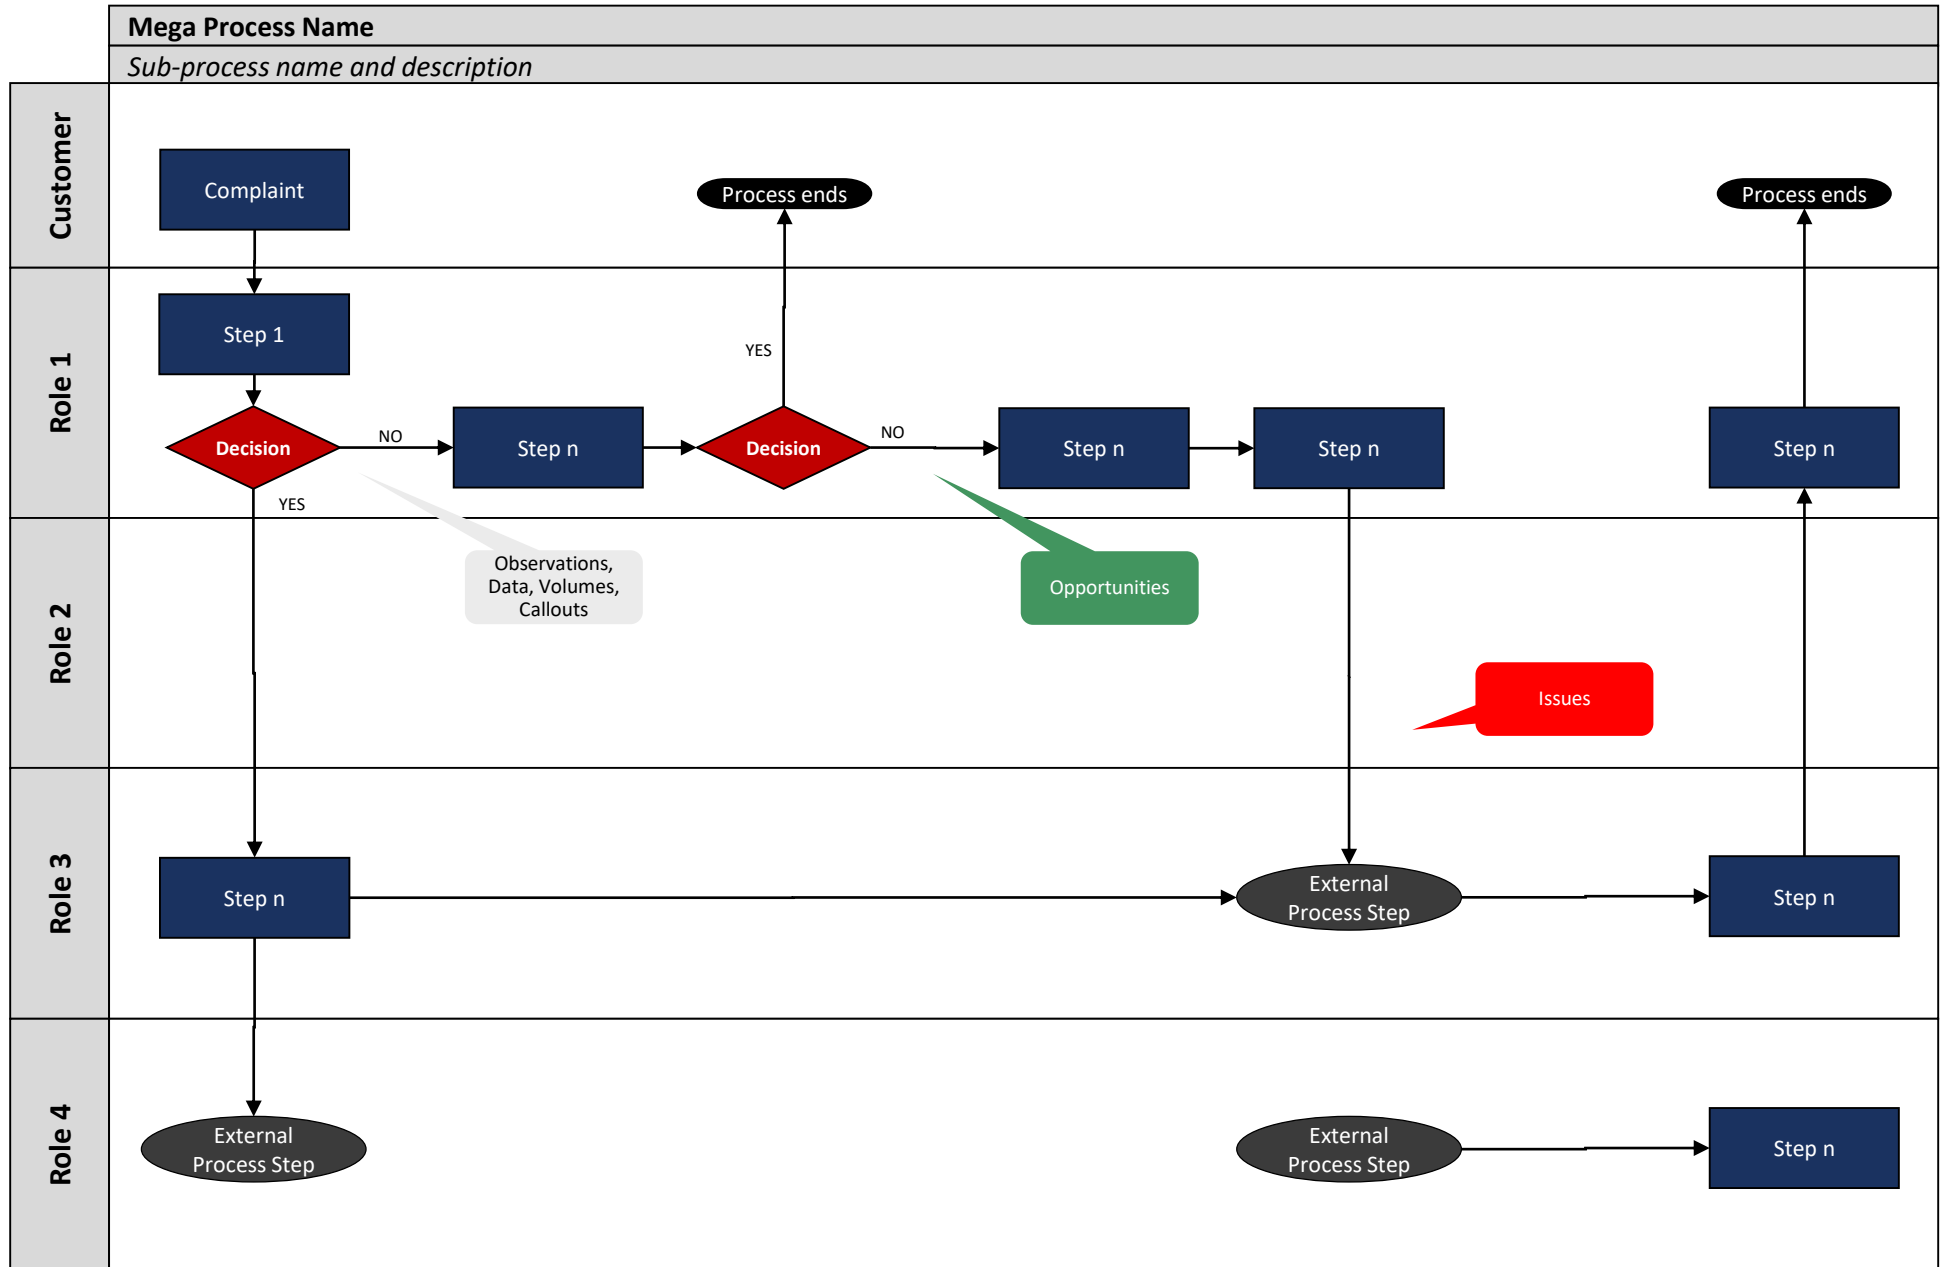 Mega Process Name
Sub-process name and description
Customer
Complaint
Process ends
Process ends
Role 1
Step 1
YES
Decision
NO
Step n
Decision
NO
Step n
Step n
Step n
YES
Role 2
Observations,
Data, Volumes,
Callouts
Opportunities
Issues
Role 3
Step n
External
Process Step
Step n
Role 4
External
Process Step
External
Process Step
Step n